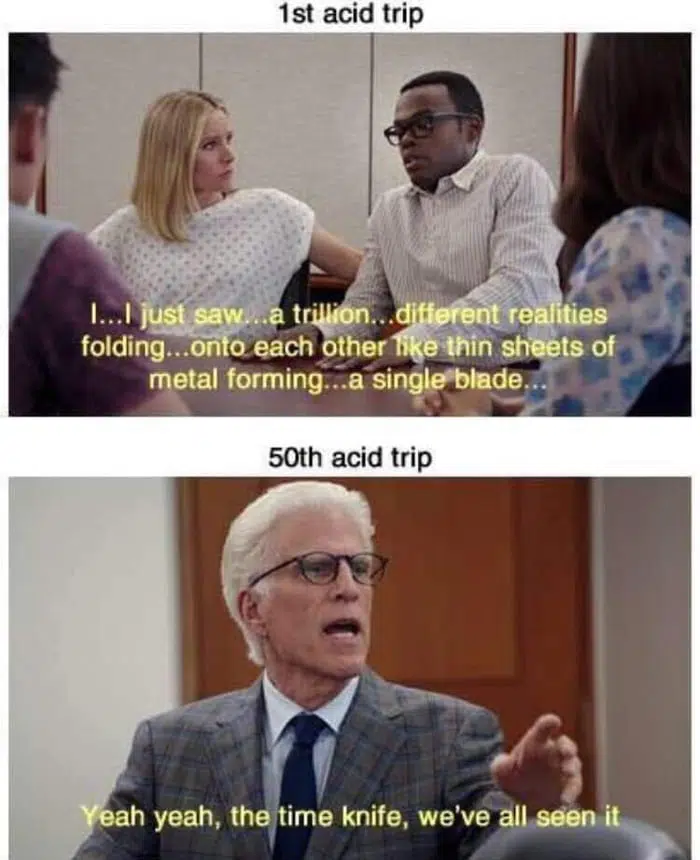 1st acid trip
I...I just saw...a trillion...different realities
folding...onto each other like thin sheets of
metal forming...a single blade...
50th acid trip
Yeah yeah, the time knife, we've all seen it